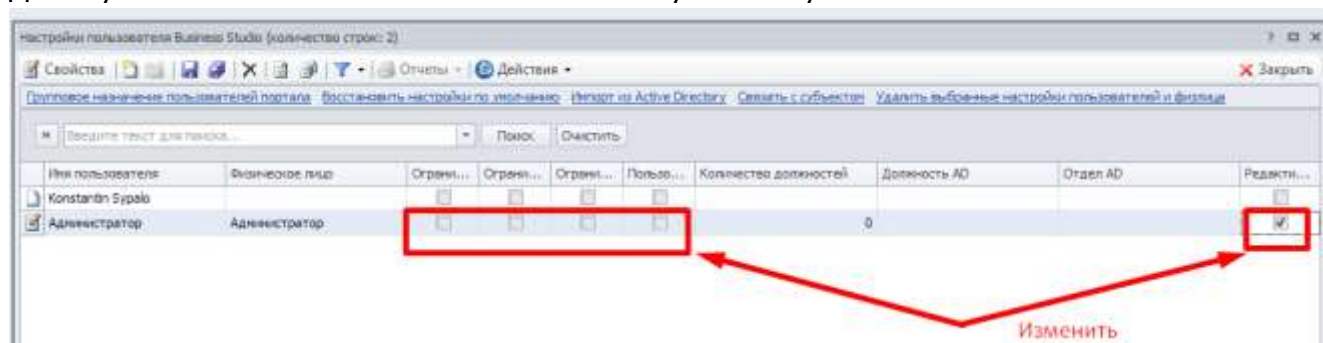 Настройки пользователя Business Studio (количество строк: 2)
Свойства Отчеты Действия Закрыть
Групповое назначение пользователей портала Восстановить настройки по умолчанию Импорт из Active Directory Связать с субъектом Удалить выбранные настройки пользователей и физлица
Введите текст для поиска... Поиск Очистить
Имя пользователя Физическое лицо Ограни... Ограни... Ограни... Пользо... Количество должностей Должность AD Отдел AD Редакти...
Konstantin Sypalo
Администратор Администратор 0
Изменить